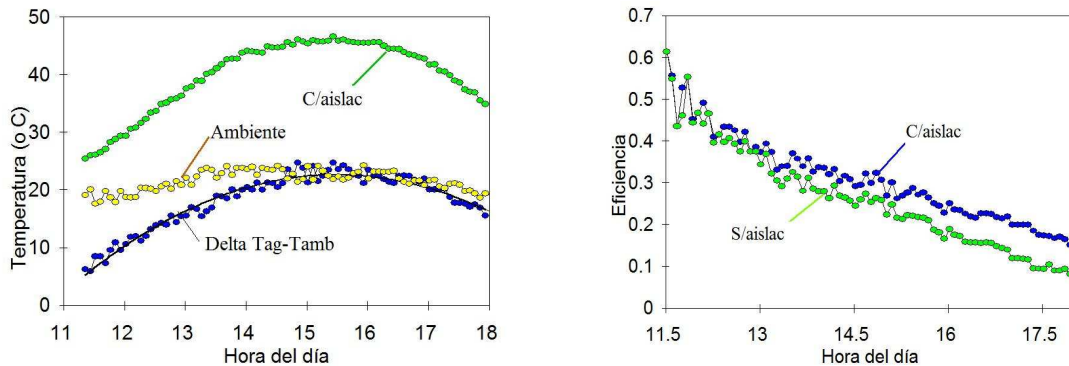 50
40
30
20
10
0
Temperatura (o C)
C/aislac
Ambiente
Delta Tag-Tamb
11 12 13 14 15 16 17 18
Hora del día
0.7
0.6
0.5
0.4
0.3
0.2
0.1
0
Eficiencia
C/aislac
S/aislac
11.5 13 14.5 16 17.5
Hora del día